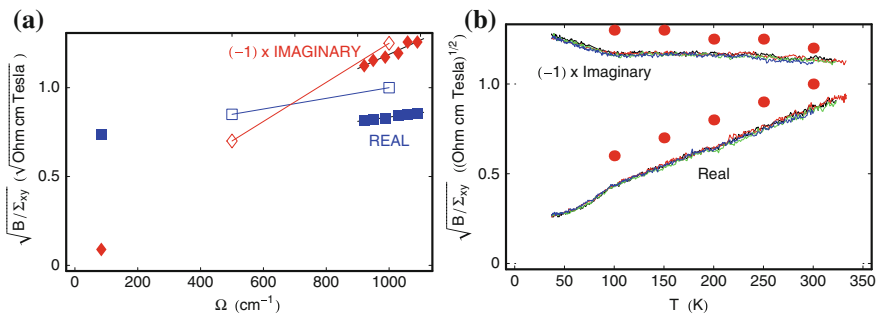 (a)
√B/Σxy (√Ohm cm Tesla)
1.0
0.5
0
(−1) x IMAGINARY
REAL
0 200 400 600 800 1000
Ω (cm⁻¹)
(b)
√B/Σxy ((Ohm cm Tesla)^1/2)
1.0
0.5
0
(−1) x Imaginary
Real
0 50 100 150 200 250 300 350
T (K)